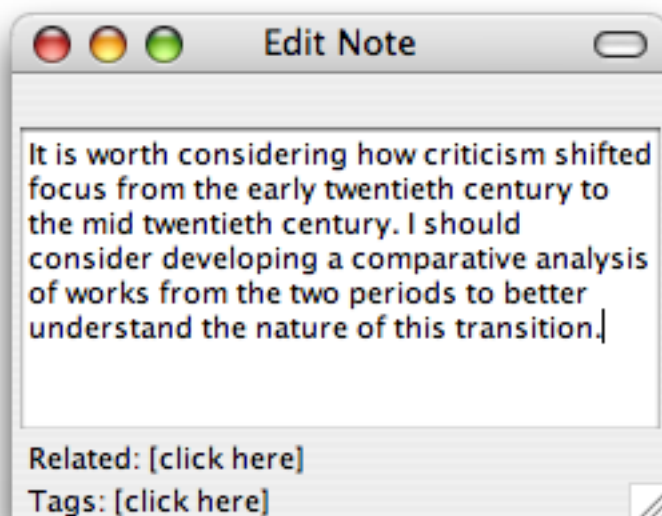 Edit Note
It is worth considering how criticism shifted
focus from the early twentieth century to
the mid twentieth century. I should
consider developing a comparative analysis
of works from the two periods to better
understand the nature of this transition.
Related: [click here]
Tags: [click here]